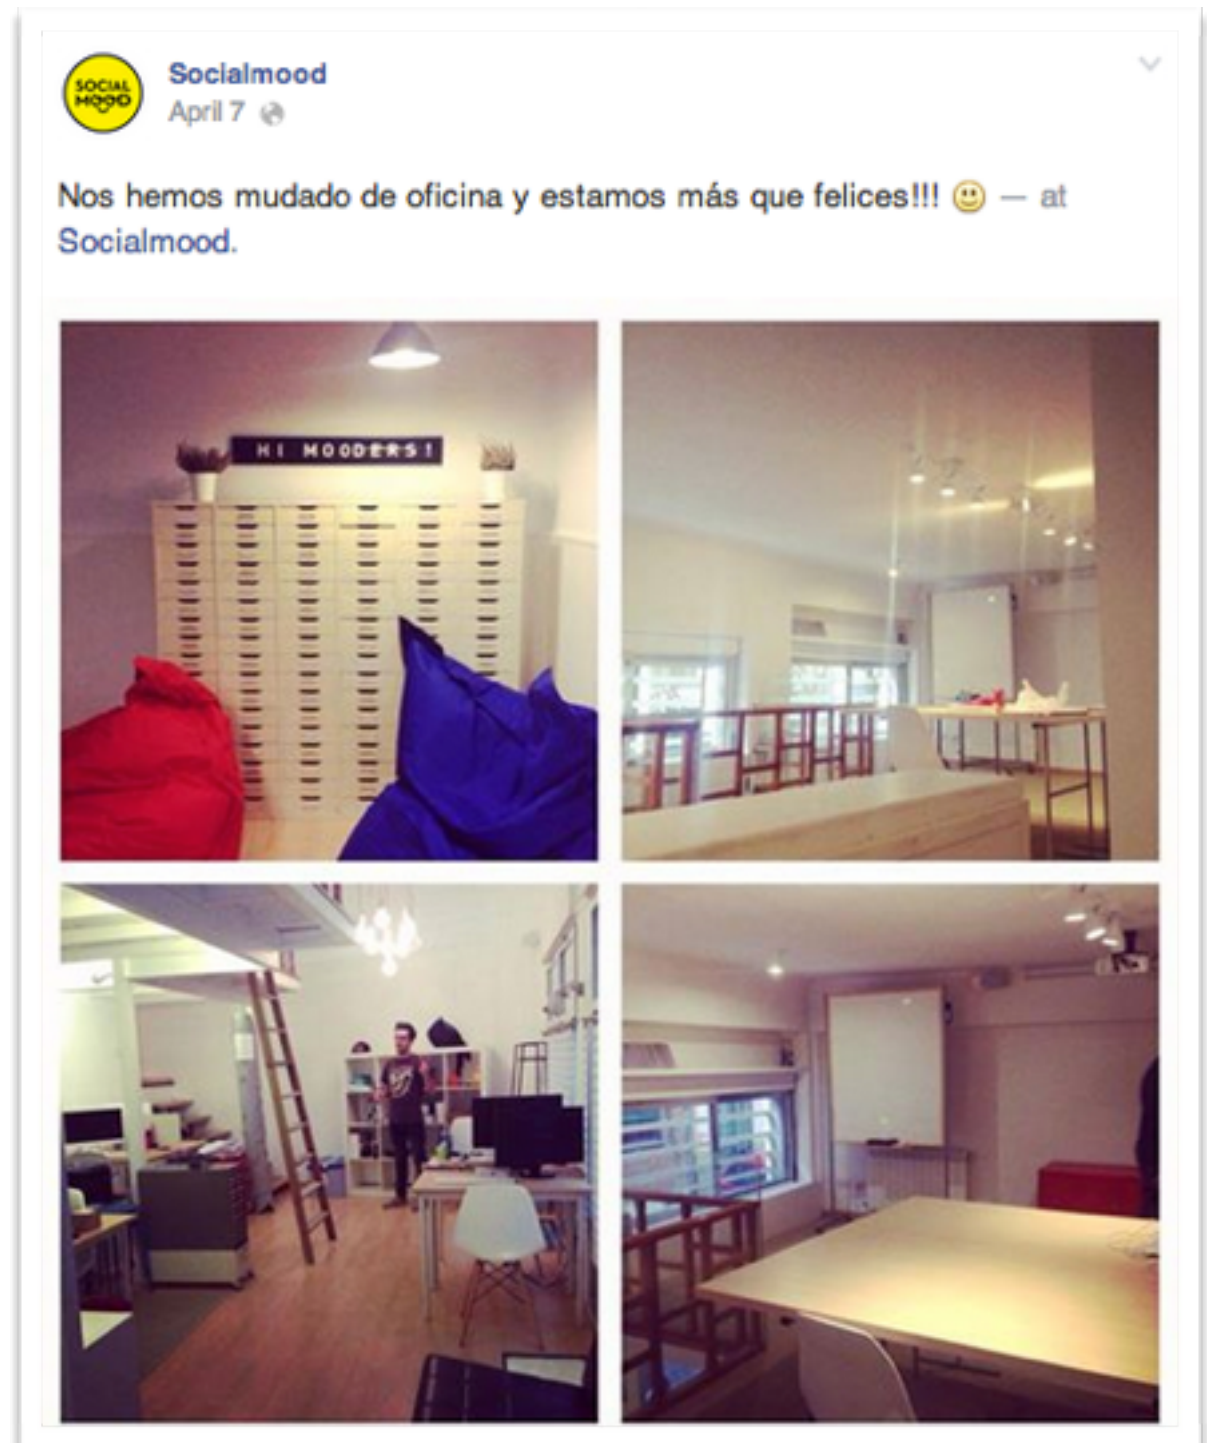 SOCIAL
MOOD
Socialmood
April 7
Nos hemos mudado de oficina y estamos más que felices!!! 🙂 — at
Socialmood.
HI MOODERS!